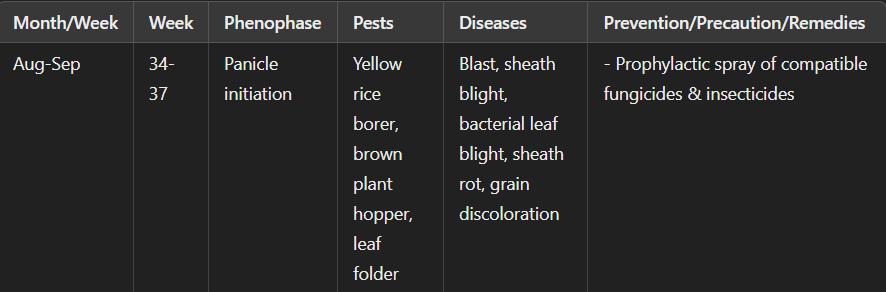 Month/Week Week Phenophase Pests Diseases Prevention/Precaution/Remedies
Aug-Sep 34- Panicle Yellow Blast, sheath - Prophylactic spray of compatible
37 initiation rice blight, fungicides & insecticides
borer, bacterial leaf
brown blight, sheath
plant rot, grain
hopper, discoloration
leaf
folder